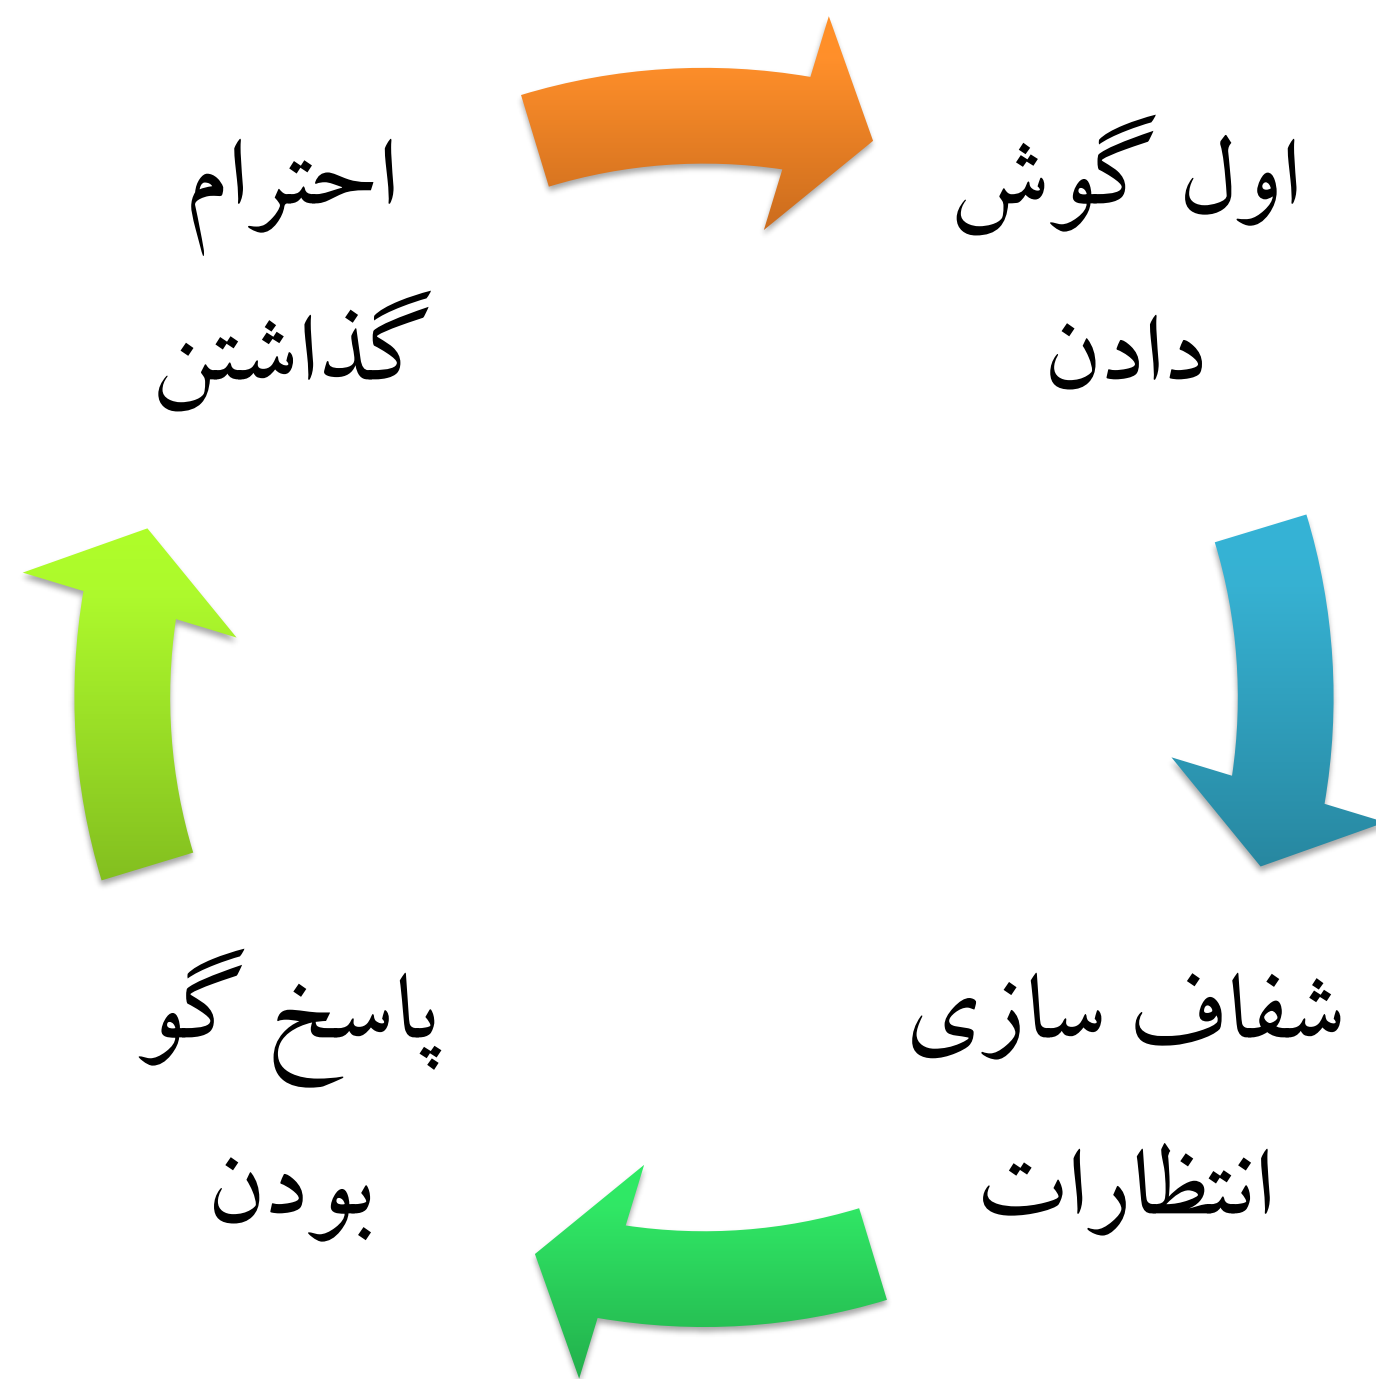 اول گوش
دادن
شفاف سازی
انتظارات
پاسخ گو
بودن
احترام
گذاشتن